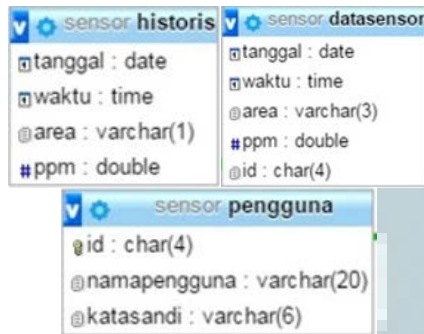 sensor historis
tanggal : date
waktu : time
area : varchar(1)
#ppm : double
sensor datasensor
tanggal : date
waktu : time
area : varchar(3)
#ppm : double
id : char(4)
sensor pengguna
id : char(4)
namapengguna : varchar(20)
katasandi : varchar(6)